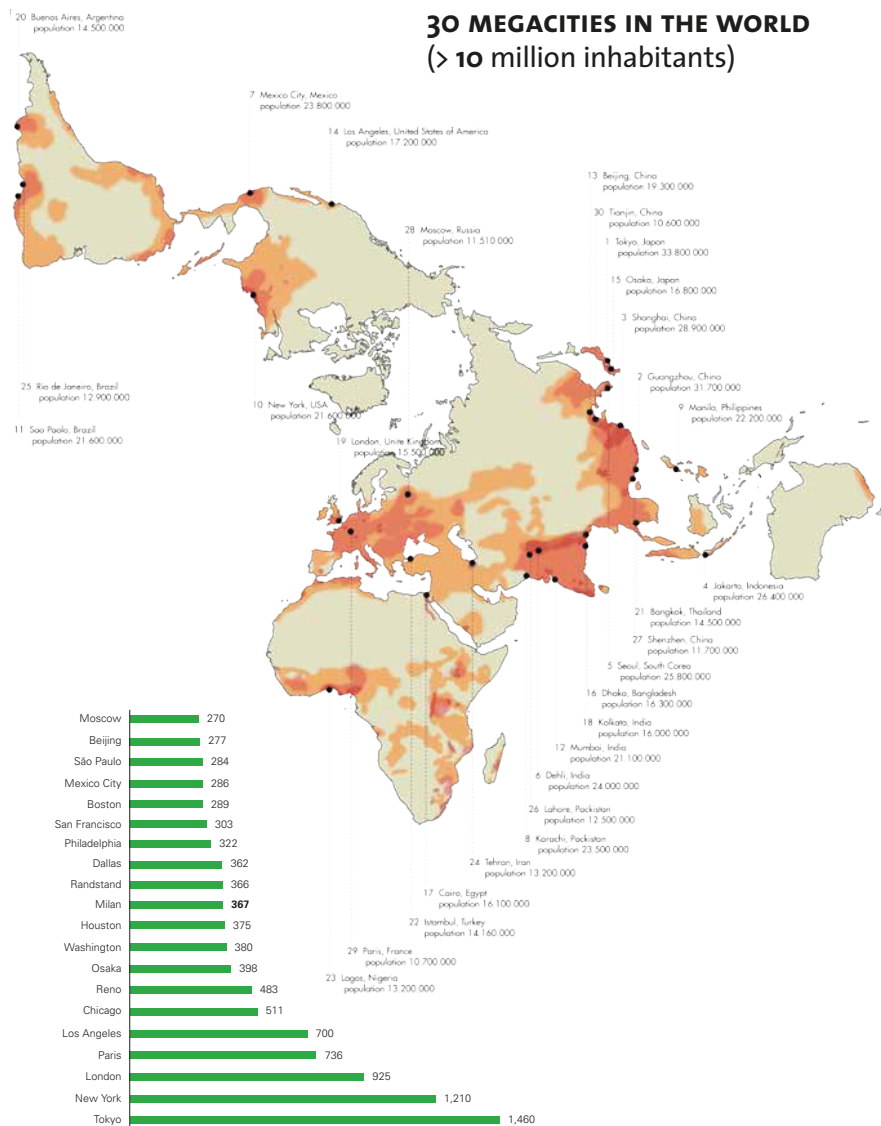 30 MEGACITIES IN THE WORLD
(> 10 million inhabitants)
20 Buenos Aires, Argentina
population 14.500.000
7 Mexico City, Mexico
population 23.800.000
14 Los Angeles, United States of America
population 17.200.000
13 Beijing, China
population 19.300.000
30 Tianjin, China
population 10.600.000
28 Moscow, Russia
population 11.510.000
1 Tokyo, Japan
population 33.800.000
15 Osaka, Japan
population 16.800.000
3 Shanghai, China
population 28.900.000
2 Guangzhou, China
population 31.700.000
25 Rio de Janeiro, Brazil
population 12.900.000
10 New York, USA
population 21.600.000
9 Manila, Philippines
population 22.200.000
11 Sao Paolo, Brazil
population 21.600.000
19 London, Unite Kingdom
population 15.500.000
4 Jakarta, Indonesia
population 26.400.000
21 Bangkok, Thailand
population 14.500.000
27 Shenzhen, China
population 11.700.000
5 Seoul, South Corea
population 25.800.000
16 Dhaka, Bangladesh
population 16.300.000
18 Kolkato, India
population 16.000.000
12 Mumbai, India
population 21.100.000
6 Dehli, India
population 24.000.000
26 Lahore, Packistan
population 12.500.000
8 Karachi, Packistan
population 23.500.000
24 Tehran, Iran
population 13.200.000
17 Cairo, Egypt
population 16.100.000
22 Istambul, Turkey
population 14.160.000
29 Paris, France
population 10.700.000
23 Lagos, Nigeria
population 13.200.000
Moscow 270
Beijing 277
São Paulo 284
Mexico City 286
Boston 289
San Francisco 303
Philadelphia 322
Dallas 362
Randstand 366
Milan 367
Houston 375
Washington 380
Osaka 398
Reno 483
Chicago 511
Los Angeles 700
Paris 736
London 925
New York 1,210
Tokyo 1,460